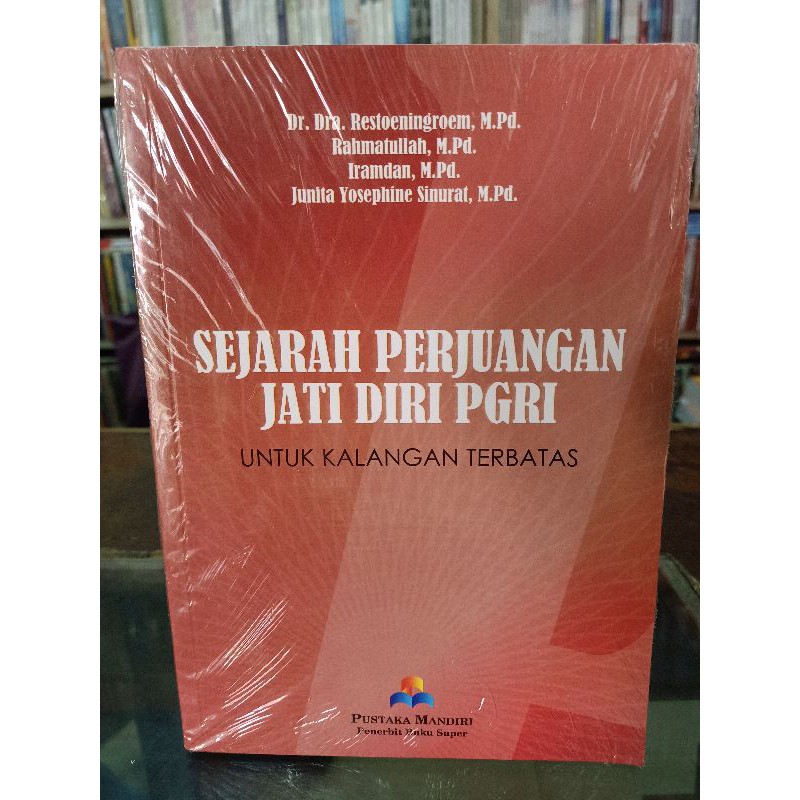 Dr. Dra. Restoeningroem, M.Pd.
Rahmatullah, M.Pd.
Iramdan, M.Pd.
Junita Yosephine Sinurat, M.Pd.
SEJARAH PERJUANGAN
JATI DIRI PGRI
UNTUK KALANGAN TERBATAS
PUSTAKA MANDIRI
Penerbit Buku Super